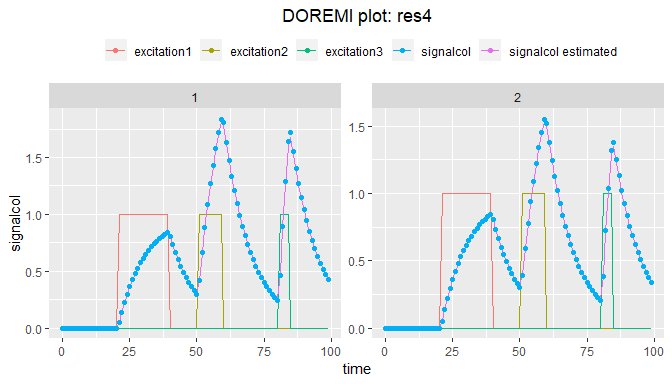 DOREMI plot: res4
excitation1 excitation2 excitation3 signalcol signalcol estimated
1 2
signalcol
1.5
1.0
0.5
0.0
1.5
1.0
0.5
0.0
0 25 50 75 100 0 25 50 75 100
time